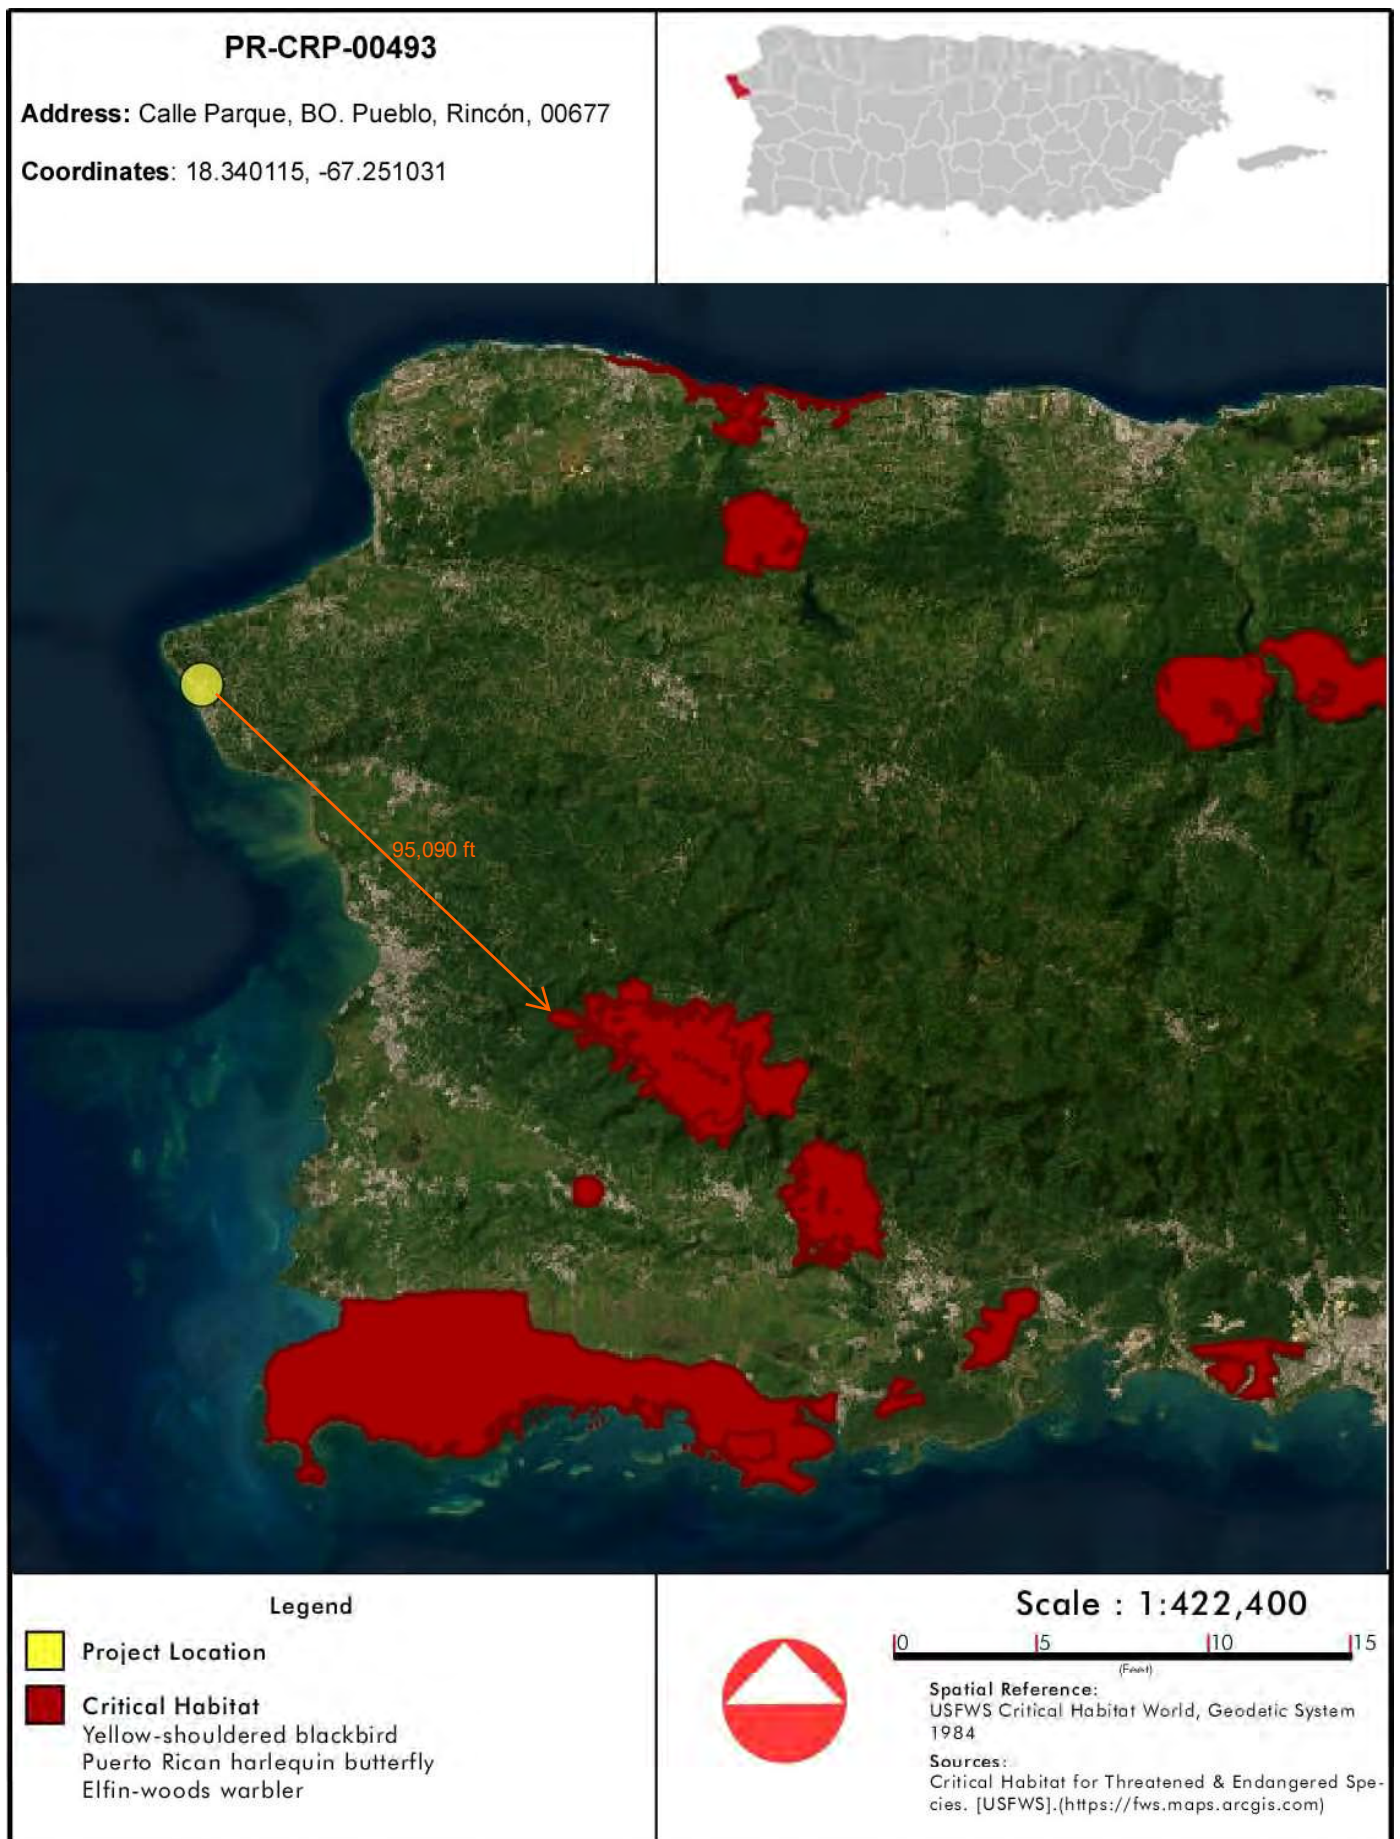 PR-CRP-00493
Address: Calle Parque, BO. Pueblo, Rincón, 00677
Coordinates: 18.340115, -67.251031
95,090 ft
Legend
Project Location
Critical Habitat
Yellow-shouldered blackbird
Puerto Rican harlequin butterfly
Elfin-woods warbler
Scale : 1:422,400
0 5 10 15
(Feet)
Spatial Reference:
USFWS Critical Habitat World, Geodetic System
1984
Sources:
Critical Habitat for Threatened & Endangered Spe-
cies. [USFWS].(https://fws.maps.arcgis.com)